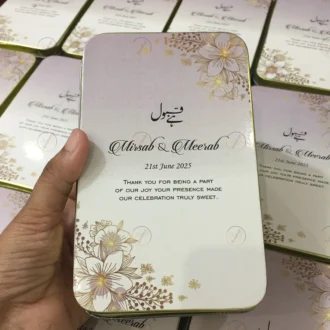 قبول ہے
Mirsab & Meerab
21st June 2025
THANK YOU FOR BEING A PART
OF OUR JOY YOUR PRESENCE MADE
OUR CELEBRATION TRULY SWEET.